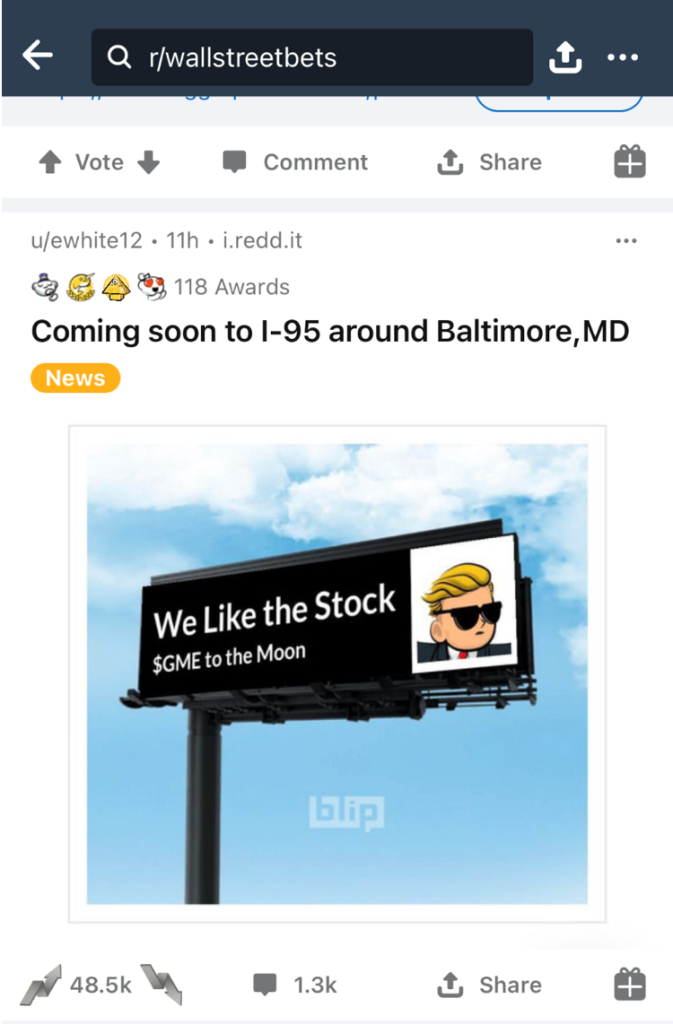 r/wallstreetbets
Vote
Comment
Share
u/ewhite12 • 11h • i.redd.it
118 Awards
Coming soon to I-95 around Baltimore,MD
News
We Like the Stock
$GME to the Moon
blip
48.5k
1.3k
Share